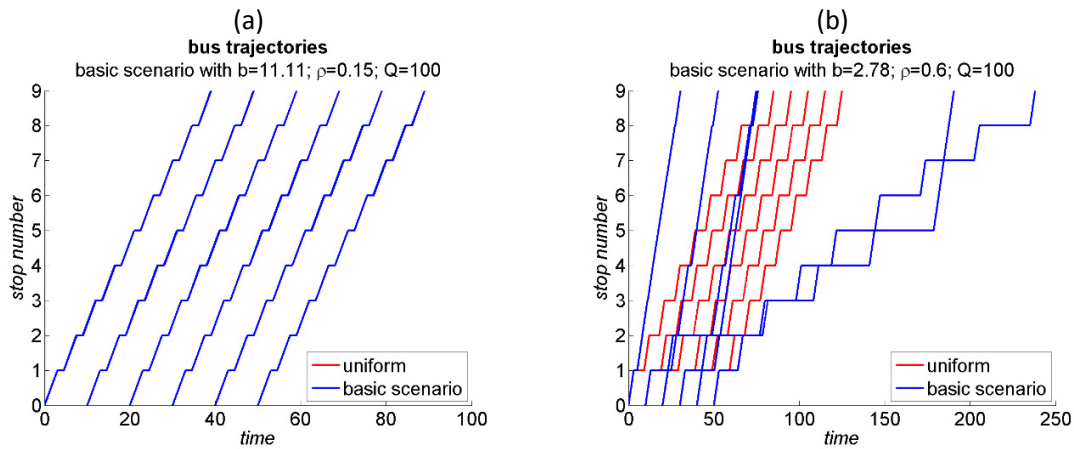 (a)
bus trajectories
basic scenario with b=11.11; ρ=0.15; Q=100
9
8
7
6
5
4
3
2
1
0
stop number
0 20 40 60 80 100
time
uniform
basic scenario
(b)
bus trajectories
basic scenario with b=2.78; ρ=0.6; Q=100
9
8
7
6
5
4
3
2
1
0
stop number
0 50 100 150 200 250
time
uniform
basic scenario